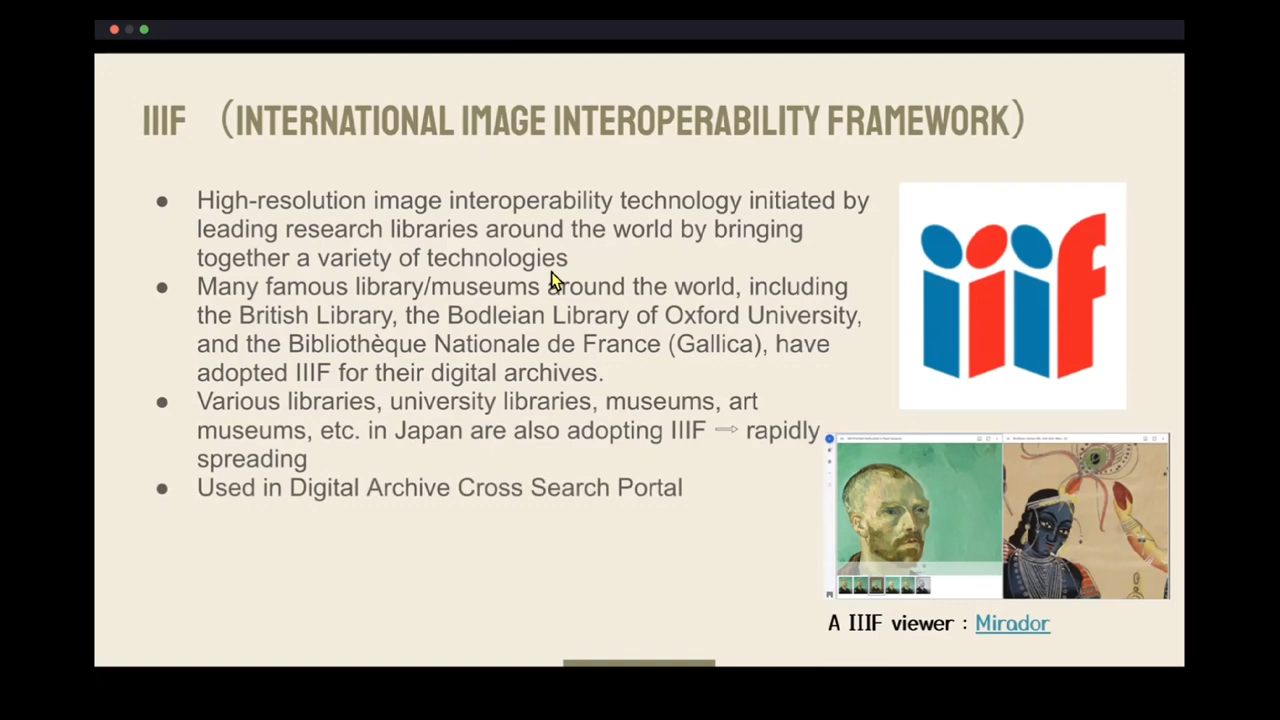 IIIF （INTERNATIONAL IMAGE INTEROPERABILITY FRAMEWORK）
● High-resolution image interoperability technology initiated by
leading research libraries around the world by bringing
together a variety of technologies
● Many famous library/museums around the world, including
the British Library, the Bodleian Library of Oxford University,
and the Bibliothèque Nationale de France (Gallica), have
adopted IIIF for their digital archives.
● Various libraries, university libraries, museums, art
museums, etc. in Japan are also adopting IIIF ⇨ rapidly
spreading
● Used in Digital Archive Cross Search Portal
iiif
A IIIF viewer : Mirador